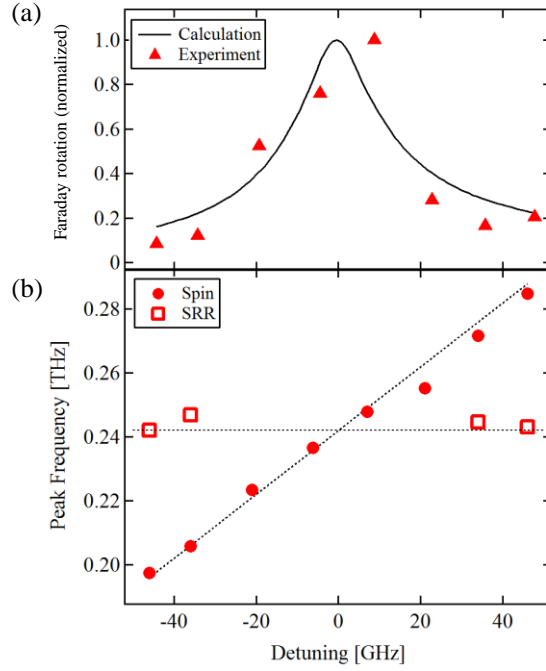 (a)
Faraday rotation (normalized)
1.0
0.8
0.6
0.4
0.2
0
Calculation
Experiment
(b)
Peak Frequency [THz]
0.28
0.26
0.24
0.22
0.20
Spin
SRR
-40
-20
0
20
40
Detuning [GHz]